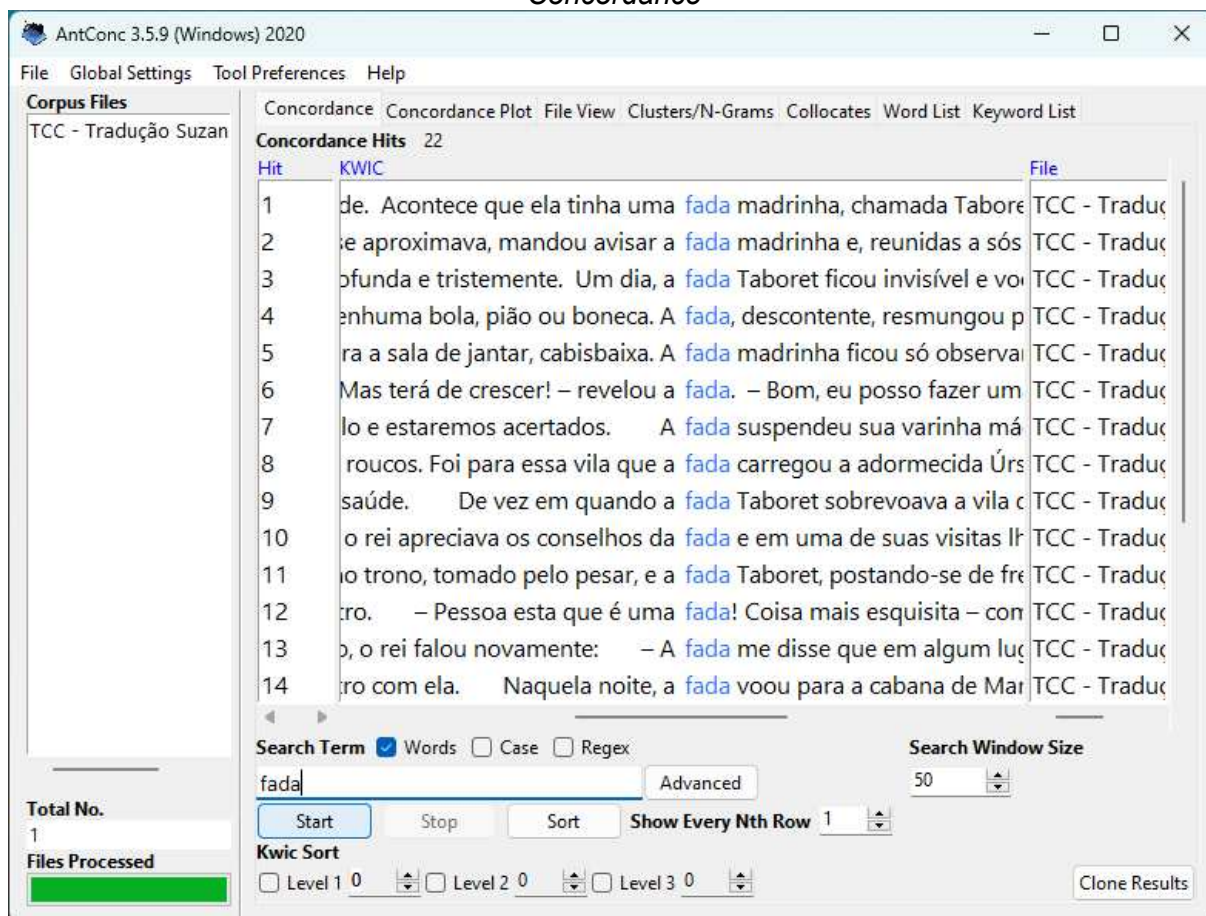 Concordance
AntConc 3.5.9 (Windows) 2020
File Global Settings Tool Preferences Help
Corpus Files
TCC - Tradução Suzan
Total No.
1
Files Processed
Concordance Concordance Plot File View Clusters/N-Grams Collocates Word List Keyword List
Concordance Hits 22
Hit KWIC File
1 de. Acontece que ela tinha uma fada madrinha, chamada Tabore TCC - Traduç
2 se aproximava, mandou avisar a fada madrinha e, reunidas a sós TCC - Traduç
3 ofunda e tristemente. Um dia, a fada Taboret ficou invisível e vo TCC - Traduç
4 enhuma bola, pião ou boneca. A fada, descontente, resmungou p TCC - Traduç
5 ra a sala de jantar, cabisbaixa. A fada madrinha ficou só observa TCC - Traduç
6 Mas terá de crescer! – revelou a fada. – Bom, eu posso fazer um TCC - Traduç
7 lo e estaremos acertados. A fada suspendeu sua varinha má TCC - Traduç
8 roucos. Foi para essa vila que a fada carregou a adormecida Úrs TCC - Traduç
9 saúde. De vez em quando a fada Taboret sobrevoava a vila c TCC - Traduç
10 o rei apreciava os conselhos da fada e em uma de suas visitas lh TCC - Traduç
11 no trono, tomado pelo pesar, e a fada Taboret, postando-se de fre TCC - Traduç
12 tro. – Pessoa esta que é uma fada! Coisa mais esquisita – com TCC - Traduç
13 o, o rei falou novamente: – A fada me disse que em algum lug TCC - Traduç
14 tro com ela. Naquela noite, a fada voou para a cabana de Mar TCC - Traduç
Search Term Words Case Regex Search Window Size
fada Advanced 50
Start Stop Sort Show Every Nth Row 1
Kwic Sort
Level 1 0 Level 2 0 Level 3 0 Clone Results